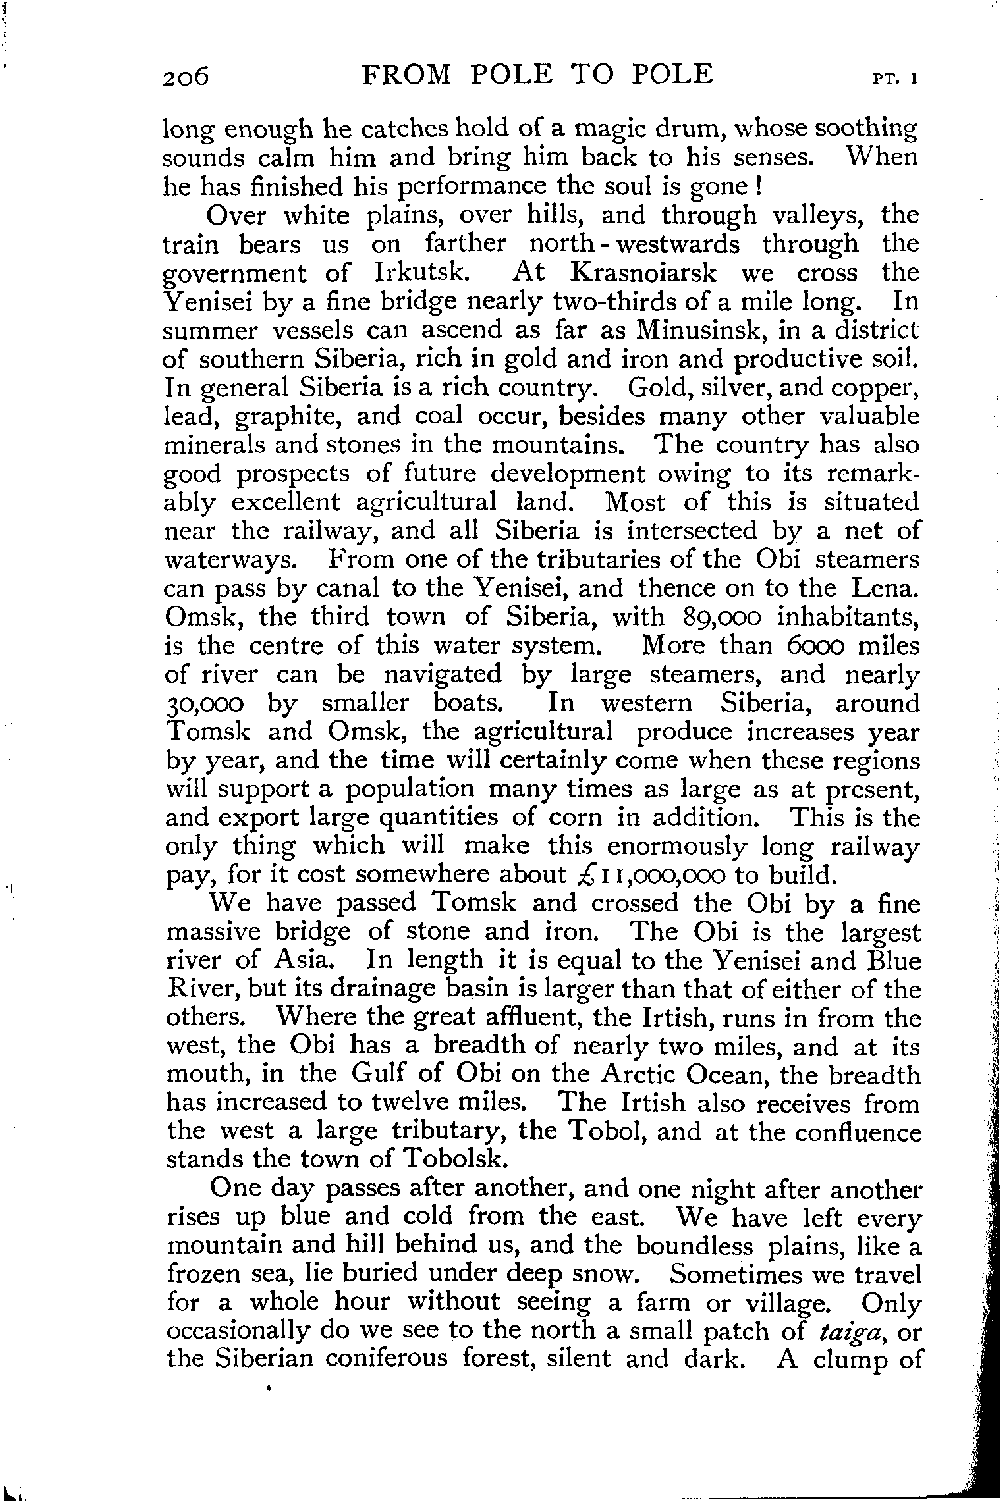 206 FROM POLE TO POLE PT. I
long enough he catches hold of a magic drum, whose soothing
sounds calm him and bring him back to his senses. When
he has finished his performance the soul is gone!
Over white plains, over hills, and through valleys, the
train bears us on farther north-westwards through the
government of Irkutsk. At Krasnoiarsk we cross the
Yenisei by a fine bridge nearly two-thirds of a mile long. In
summer vessels can ascend as far as Minusinsk, in a district
of southern Siberia, rich in gold and iron and productive soil.
In general Siberia is a rich country. Gold, silver, and copper,
lead, graphite, and coal occur, besides many other valuable
minerals and stones in the mountains. The country has also
good prospects of future development owing to its remark-
ably excellent agricultural land. Most of this is situated
near the railway, and all Siberia is intersected by a net of
waterways. From one of the tributaries of the Obi steamers
can pass by canal to the Yenisei, and thence on to the Lena.
Omsk, the third town of Siberia, with 89,000 inhabitants,
is the centre of this water system. More than 6000 miles
of river can be navigated by large steamers, and nearly
30,000 by smaller boats. In western Siberia, around
Tomsk and Omsk, the agricultural produce increases year
by year, and the time will certainly come when these regions
will support a population many times as large as at present,
and export large quantities of corn in addition. This is the
only thing which will make this enormously long railway
pay, for it cost somewhere about £11,000,000 to build.
We have passed Tomsk and crossed the Obi by a fine
massive bridge of stone and iron. The Obi is the largest
river of Asia. In length it is equal to the Yenisei and Blue
River, but its drainage basin is larger than that of either of the
others. Where the great affluent, the Irtish, runs in from the
west, the Obi has a breadth of nearly two miles, and at its
mouth, in the Gulf of Obi on the Arctic Ocean, the breadth
has increased to twelve miles. The Irtish also receives from
the west a large tributary, the Tobol, and at the confluence
stands the town of Tobolsk.
One day passes after another, and one night after another
rises up blue and cold from the east. We have left every
mountain and hill behind us, and the boundless plains, like a
frozen sea, lie buried under deep snow. Sometimes we travel
for a whole hour without seeing a farm or village. Only
occasionally do we see to the north a small patch of taiga, or
the Siberian coniferous forest, silent and dark. A clump of